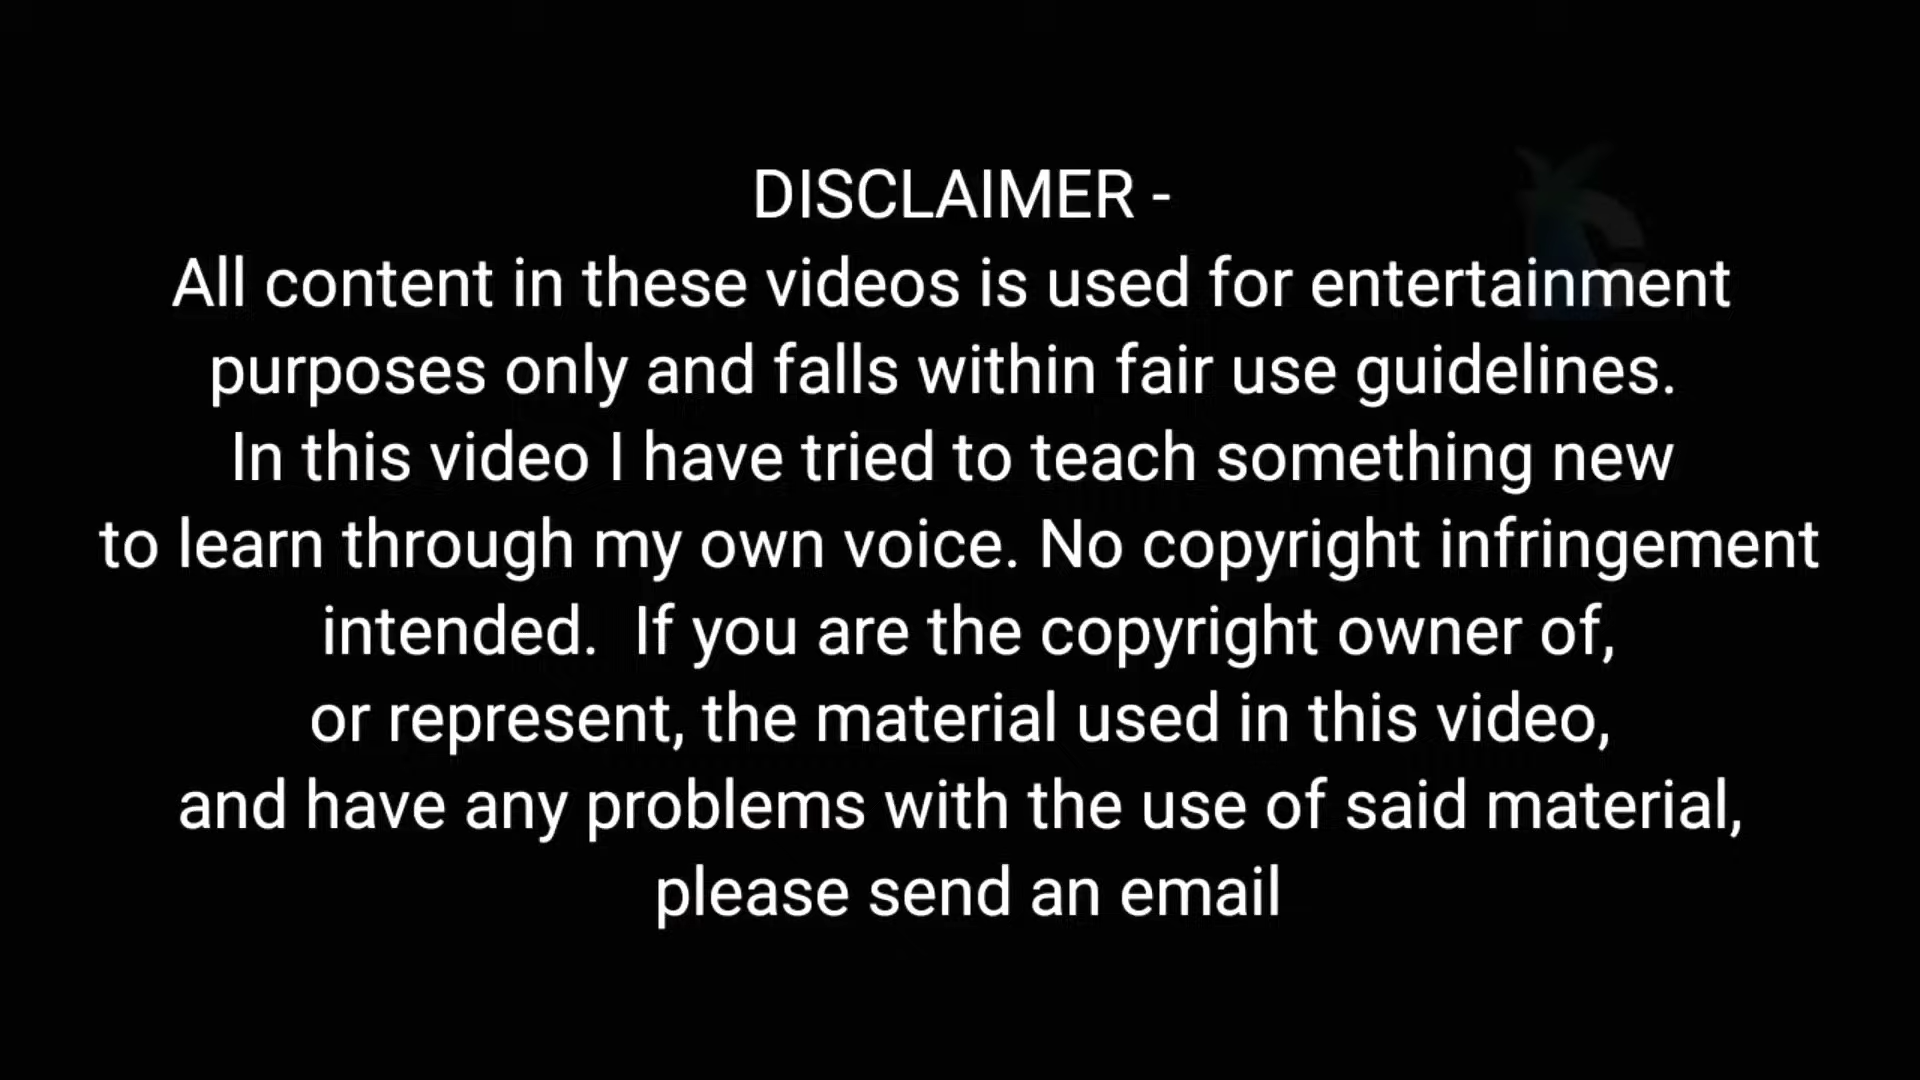 DISCLAIMER -
All content in these videos is used for entertainment
purposes only and falls within fair use guidelines.
In this video I have tried to teach something new
to learn through my own voice. No copyright infringement
intended.  If you are the copyright owner of,
or represent, the material used in this video,
and have any problems with the use of said material,
please send an email